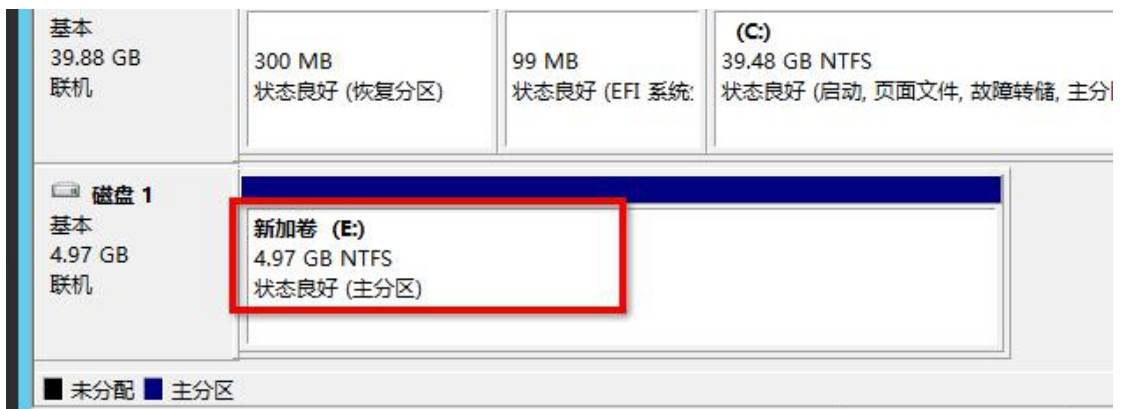 基本
39.88 GB
联机
300 MB
状态良好 (恢复分区)
99 MB
状态良好 (EFI 系统
(C:)
39.48 GB NTFS
状态良好 (启动, 页面文件, 故障转储, 主分
磁盘 1
基本
4.97 GB
联机
新加卷 (E:)
4.97 GB NTFS
状态良好 (主分区)
未分配 主分区